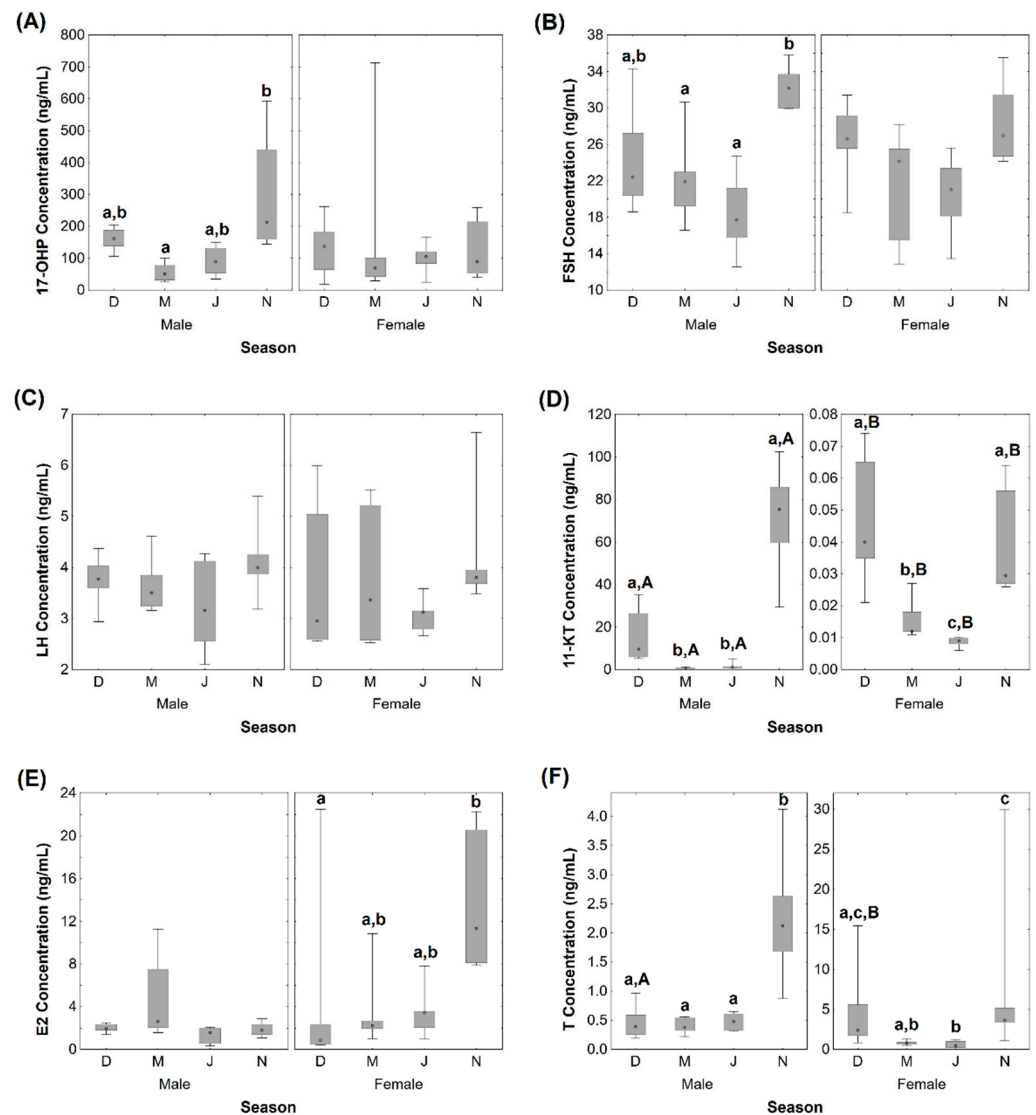 (A)
17-OHP Concentration (ng/mL)
800
700
600
500
400
300
200
100
0
a,b
a
a,b
b
D M J N D M J N
Male Female
Season
(B)
FSH Concentration (ng/mL)
38
34
30
26
22
18
14
10
a,b
a
a
b
D M J N D M J N
Male Female
Season
(C)
LH Concentration (ng/mL)
7
6
5
4
3
2
D M J N D M J N
Male Female
Season
(D)
11-KT Concentration (ng/mL)
120
100
80
60
40
20
0
a,A
b,A
b,A
a,A
0.08
0.07
0.06
0.05
0.04
0.03
0.02
0.01
0.00
a,B
b,B
c,B
a,B
D M J N D M J N
Male Female
Season
(E)
E2 Concentration (ng/mL)
24
20
16
12
8
4
0
a
a,b
a,b
b
D M J N D M J N
Male Female
Season
(F)
T Concentration (ng/mL)
4.0
3.5
3.0
2.5
2.0
1.5
1.0
0.5
0.0
a,A
a
a
b
30
25
20
15
10
5
0
a,c,B
a,b
b
c
D M J N D M J N
Male Female
Season